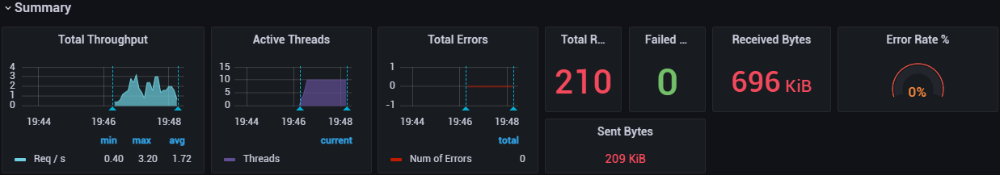 Summary
Total Throughput
4
3
2
1
0
19:44
19:46
19:48
min
max
avg
Req / s
0.40
3.20
1.72
Active Threads
15
10
5
0
19:44
19:46
19:48
current
Threads
Total Errors
1
0
-1
19:44
19:46
19:48
total
Num of Errors
0
Total R...
210
Failed ...
0
Received Bytes
696 KiB
Error Rate %
0%
Sent Bytes
209 KiB